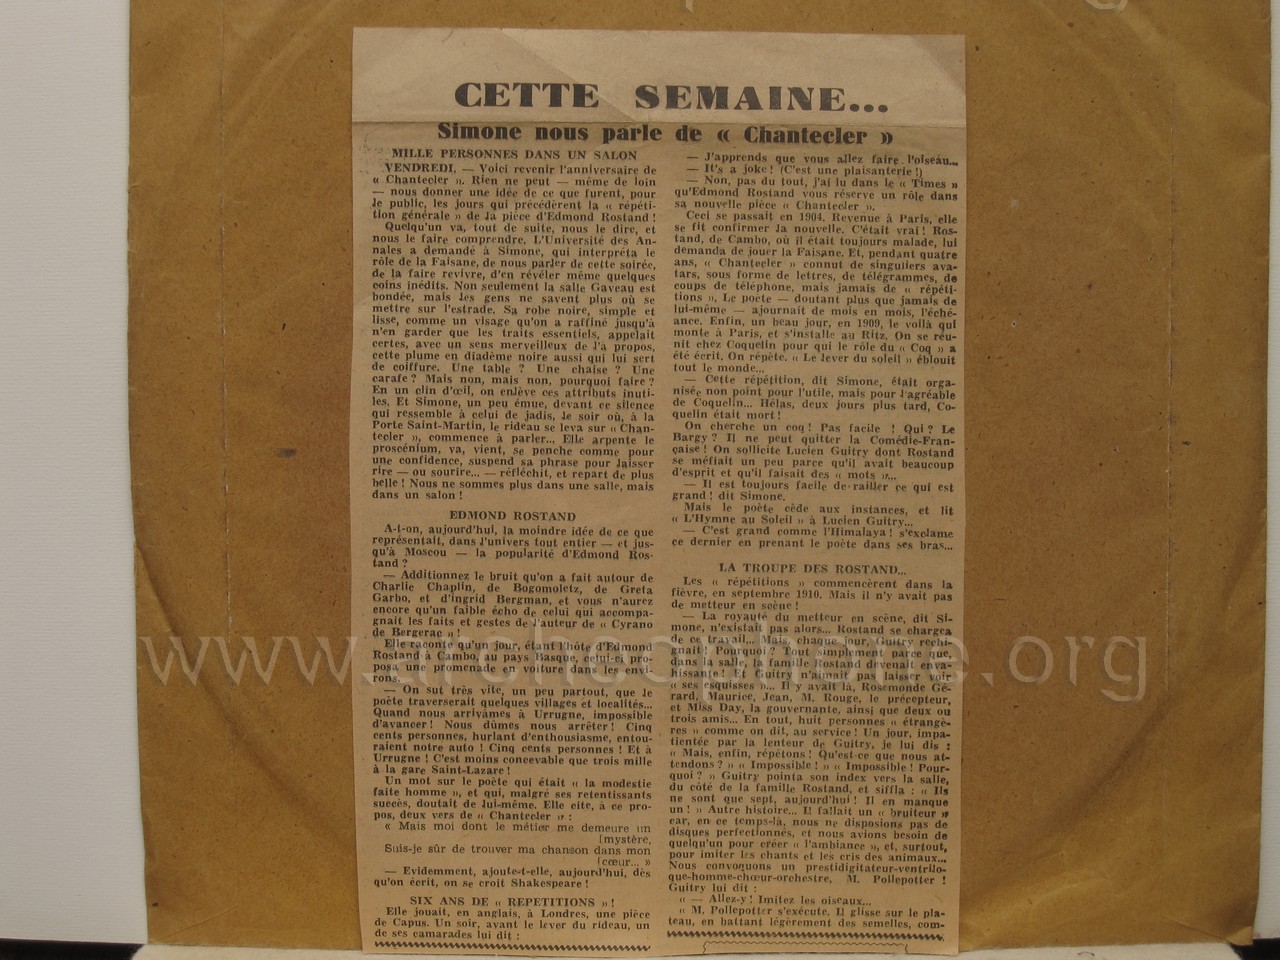 CETTE SEMAINE...
Simone nous parle de « Chantecler »
MILLE PERSONNES DANS UN SALON
VENDREDI. — Voici revenir l'anniversaire de
« Chantecler ». Rien ne peut — même de loin
— nous donner une idée de ce que furent, pour
le public, les jours qui précédèrent la « répéti-
tion générale » de la pièce d'Edmond Rostand !
Quelqu'un va, tout de suite, nous le dire, et
nous le faire comprendre. L'Université des An-
nales a demandé à Simone, qui interpréta le
rôle de la Faisane, de nous parler de cette soirée,
de la faire revivre, d'en révéler même quelques
coins inédits. Non seulement la salle Gaveau est
bondée, mais les gens ne savent plus où se
mettre sur l'estrade. Sa robe noire, simple et
lisse, comme un visage qu'on a raffiné jusqu'à
n'en garder que les traits essentiels, appelait
certes, avec un sens merveilleux de l'à propos,
cette plume en diadème noire aussi qui lui sert
de coiffure. Une table ? Une chaise ? Une
carafe ? Mais non, mais non, pourquoi faire ?
En un clin d'œil, on enlève ces attributs inuti-
les. Et Simone, un peu émue, devant ce silence
qui ressemble à celui de jadis, le soir où, à la
Porte Saint-Martin, le rideau se leva sur « Chan-
tecler », commence à parler... Elle arpente le
proscénium, va, vient, se penche comme pour
une confidence, suspend sa phrase pour laisser
rire — ou sourire... — réfléchit, et repart de plus
belle ! Nous ne sommes plus dans une salle, mais
dans un salon !
EDMOND ROSTAND
A-t-on, aujourd'hui, la moindre idée de ce que
représentait, dans l'univers tout entier — et jus-
qu'à Moscou — la popularité d'Edmond Ros-
tand ?
— Additionnez le bruit qu'on a fait autour de
Charlie Chaplin, de Bogomoletz, de Greta
Garbo, et d'Ingrid Bergman, et vous n'aurez
encore qu'un faible écho de celui qui accompa-
gnait les faits et gestes de l'auteur de « Cyrano
de Bergerac » !
Elle raconte qu'un jour, étant l'hôte d'Edmond
Rostand à Cambo, au pays Basque, celui-ci pro-
posa une promenade en voiture dans les envi-
rons.
— On sut très vite, un peu partout, que le
poète traverserait quelques villages et localités...
Quand nous arrivâmes à Urrugne, impossible
d'avancer ! Nous dûmes nous arrêter ! Cinq
cents personnes, hurlant d'enthousiasme, entou-
raient notre auto ! Cinq cents personnes ! Et à
Urrugne ! C'est moins concevable que trois mille
à la gare Saint-Lazare !
Un mot sur le poète qui était « la modestie
faite homme », et qui, malgré ses retentissants
succès, doutait de lui-même. Elle cite, à ce pro-
pos, deux vers de « Chantecler » :
« Mais moi dont le métier me demeure un
[mystère,
Suis-je sûr de trouver ma chanson dans mon
[cœur... »
— Evidemment, ajoute-t-elle, aujourd'hui, dès
qu'on écrit, on se croit Shakespeare !
SIX ANS DE « REPETITIONS » !
Elle jouait, en anglais, à Londres, une pièce
de Capus. Un soir, avant le lever du rideau, un
de ses camarades lui dit :
— J'apprends que vous allez faire l'oiseau...
— It's a joke ! (C'est une plaisanterie !)
— Non, pas du tout, j'ai lu dans le « Times »
qu'Edmond Rostand vous réserve un rôle dans
sa nouvelle pièce « Chantecler ».
Ceci se passait en 1904. Revenue à Paris, elle
se fit confirmer la nouvelle. C'était vrai ! Ros-
tand, de Cambo, où il était toujours malade, lui
demanda de jouer la Faisane. Et, pendant quatre
ans, « Chantecler » connut de singuliers ava-
tars, sous forme de lettres, de télégrammes, de
coups de téléphone, mais jamais de « répéti-
tions ». Le poète — doutant plus que jamais de
lui-même — ajournait de mois en mois, l'éché-
ance. Enfin, un beau jour, en 1909, le voilà qui
monte à Paris, et s'installe au Ritz. On se réu-
nit chez Coquelin pour qui le rôle du « Coq » a
été écrit. On répète. « Le lever du soleil » éblouit
tout le monde...
— Cette répétition, dit Simone, était orga-
nisée non point pour l'utile, mais pour l'agréable
de Coquelin... Hélas, deux jours plus tard, Co-
quelin était mort !
On cherche un coq ! Pas facile ! Qui ? Le
Bargy ? Il ne peut quitter la Comédie-Fran-
çaise ! On sollicite Lucien Guitry dont Rostand
se méfiait un peu parce qu'il avait beaucoup
d'esprit et qu'il faisait des « mots »...
— Il est toujours facile de railler ce qui est
grand ! dit Simone.
Mais le poète cède aux instances, et lit
« L'Hymne au Soleil » à Lucien Guitry...
— C'est grand comme l'Himalaya ! s'exclame
ce dernier en prenant le poète dans ses bras...
LA TROUPE DES ROSTAND...
Les « répétitions » commencèrent dans la
fièvre, en septembre 1910. Mais il n'y avait pas
de metteur en scène !
— La royauté du metteur en scène, dit Si-
mone, n'existait pas alors... Rostand se chargea
de ce travail... Mais, chaque jour, Guitry rechi-
gnait ! Pourquoi ? Tout simplement parce que,
dans la salle, la famille Rostand devenait enva-
hissante ! Et Guitry n'aimait pas laisser voir
« ses esquisses »... Il y avait là, Rosemonde Gé-
rard, Maurice, Jean, M. Rouge, le précepteur,
et Miss Day, la gouvernante, ainsi que deux ou
trois amis... En tout, huit personnes « étrangè-
res » comme on dit, au service ! Un jour, impa-
tientée par la lenteur de Guitry, je lui dis :
« Mais, enfin, répétons ! Qu'est-ce que nous at-
tendons ? » « Impossible ! » « Impossible ! Pour-
quoi ? » Guitry pointa son index vers la salle,
du côté de la famille Rostand, et siffla : « Ils
ne sont que sept, aujourd'hui ! Il en manque
un ! » Autre histoire... Il fallait un « bruiteur »
car, en ce temps-là, nous ne disposions pas de
disques perfectionnés, et nous avions besoin de
quelqu'un pour créer « l'ambiance », et, surtout,
pour imiter les chants et les cris des animaux...
Nous convoquons un prestidigitateur-ventrilo-
que-homme-chœur-orchestre, M. Pollepotter !
Guitry lui dit :
« — Allez-y ! Imitez les oiseaux...
« M. Pollepotter s'exécute. Il glisse sur le pla-
teau, en battant légèrement des semelles, com-
www.archeophone.org